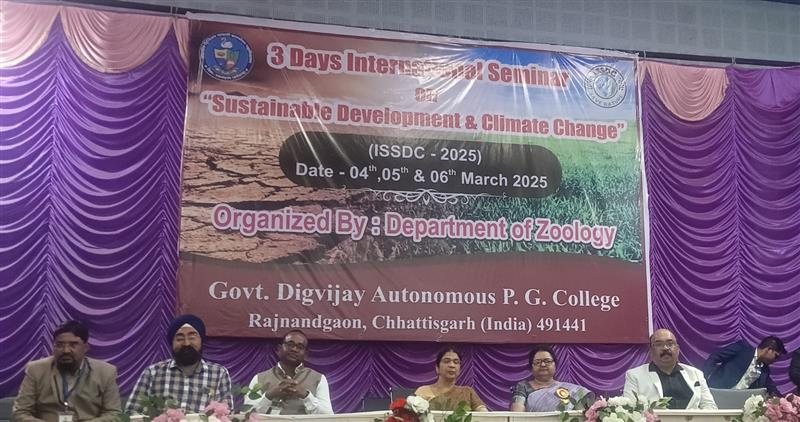 3 Days International Seminar
on
"Sustainable Development & Climate Change"
(ISSDC - 2025)
Date - 04th,05th & 06th March 2025
Organized By : Department of Zoology
Govt. Digvijay Autonomous P. G. College
Rajnandgaon, Chhattisgarh (India) 491441